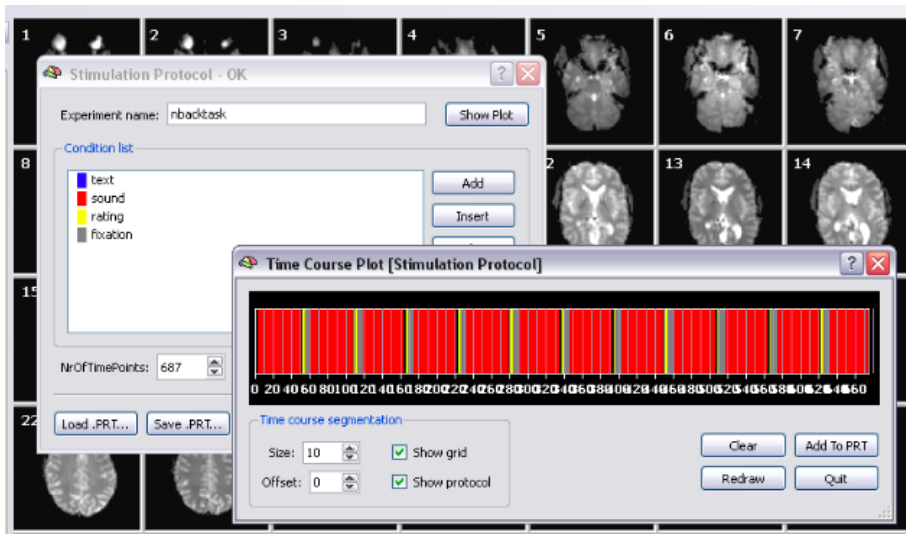 1 2 3 4 5 6 7
Stimulation Protocol - OK
Experiment name: nbacktask Show Plot
Condition list
8 2 13 14
text
Add
sound
rating
Insert
fixation
Time Course Plot [Stimulation Protocol]
15
NrOfTimePoints: 687
0 20 40 60 80 100 120 140 160 180 200 220 240 260 280 300 320 340 360 380 400 420 440 460 480 500 520 540 560 580 600 620 640 660
22
Load .PRT... Save .PRT...
Time course segmentation
Size: 10 Show grid Clear Add To PRT
Offset: 0 Show protocol Redraw Quit